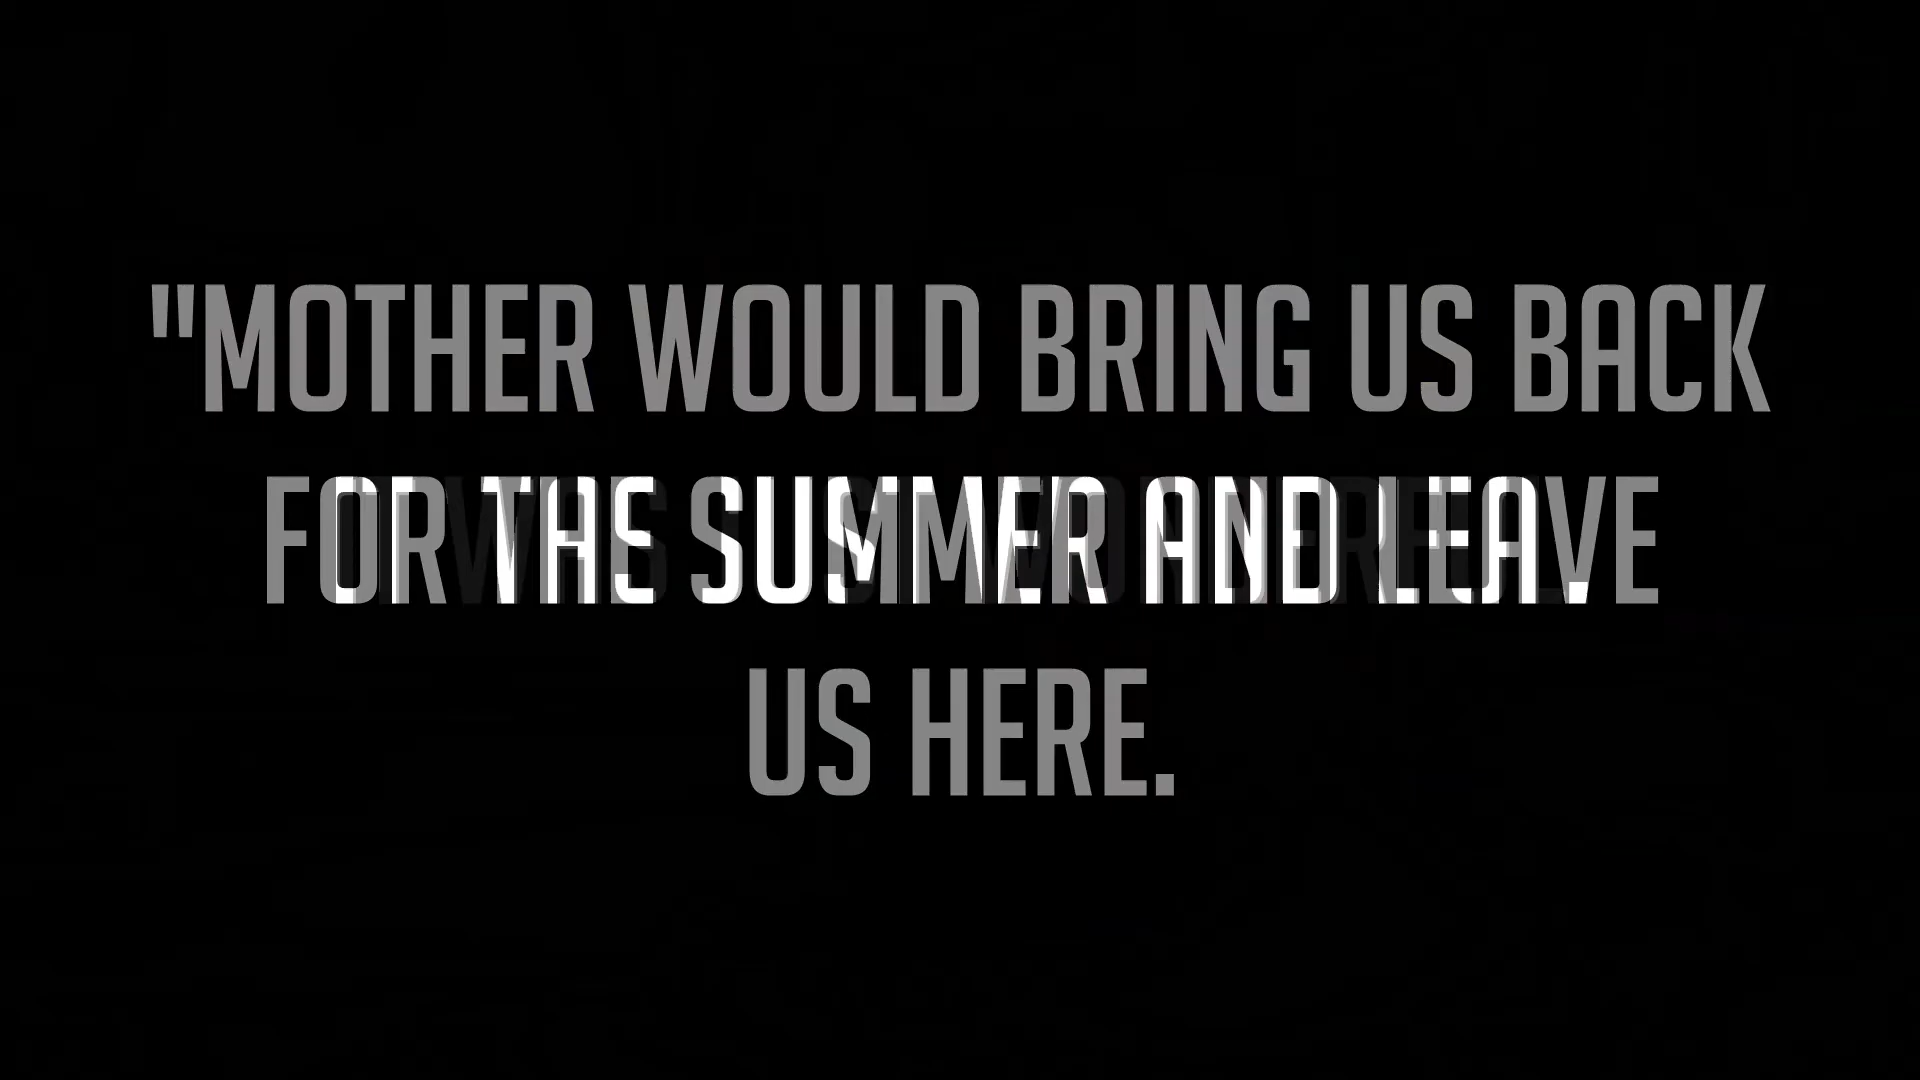 "MOTHER WOULD BRING US BACK
FOR THE SUMMER AND LEAVE
US HERE.